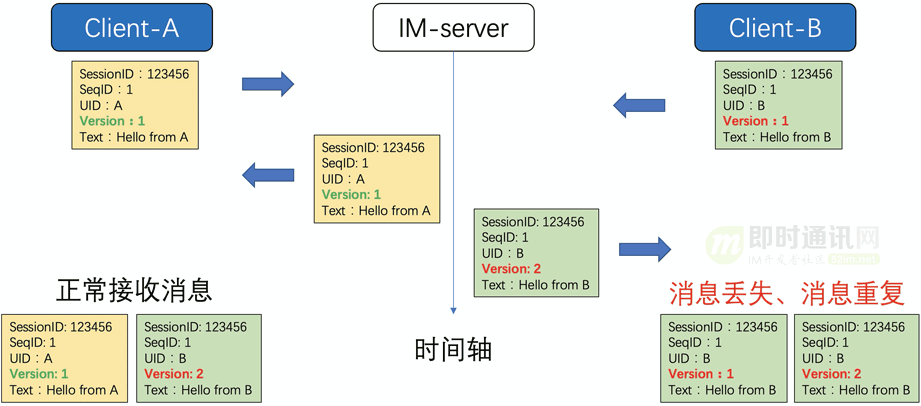 Client-A
IM-server
Client-B
SessionID：123456
SeqID：1
UID：A
Version：1
Text：Hello from A
SessionID：123456
SeqID：1
UID：B
Version：1
Text：Hello from B
SessionID: 123456
SeqID: 1
UID：A
Version: 1
Text：Hello from A
SessionID: 123456
SeqID: 1
UID：B
Version: 2
Text：Hello from B
即时通讯网
IM开发者社区 52im.net
正常接收消息
消息丢失、消息重复
SessionID: 123456
SeqID: 1
UID：A
Version: 1
Text：Hello from A
SessionID: 123456
SeqID: 1
UID：B
Version: 2
Text：Hello from B
时间轴
SessionID: 123456
SeqID: 1
UID：B
Version：1
Text：Hello from B
SessionID: 123456
SeqID: 1
UID：B
Version: 2
Text：Hello from B